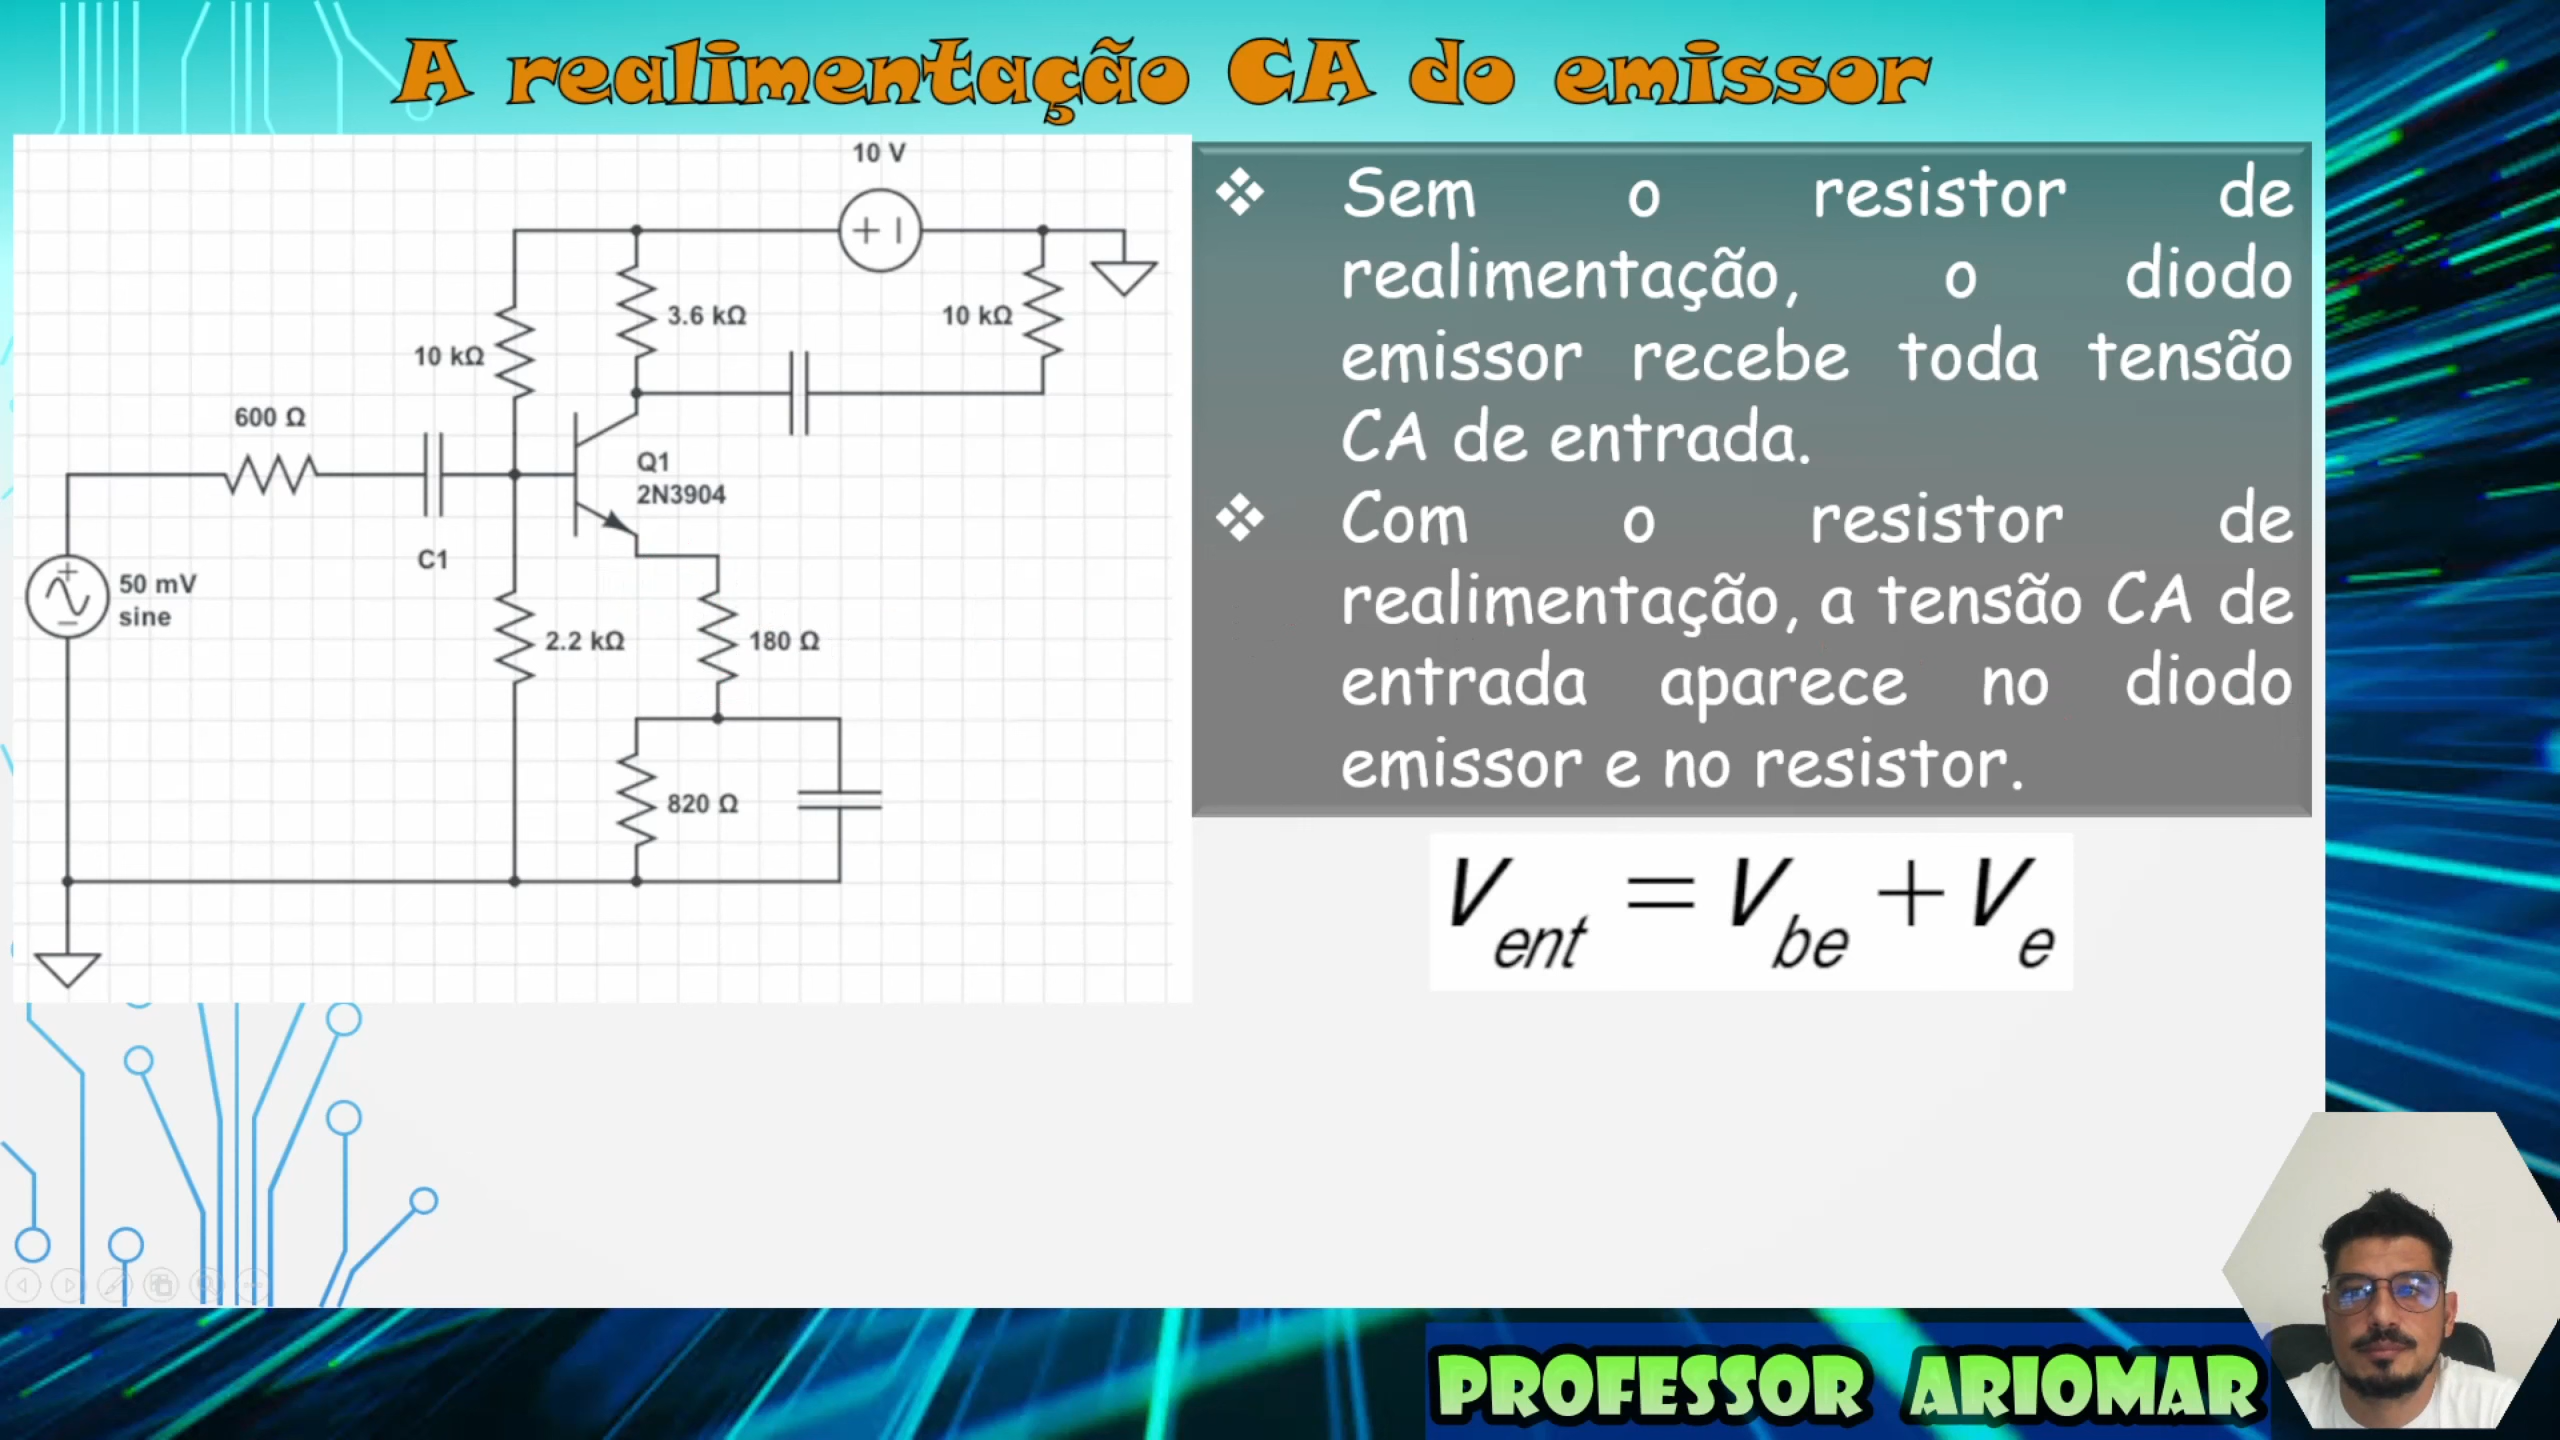 A realimentação CA do emissor
10 V
3.6 kΩ
10 kΩ
10 kΩ
600 Ω
Q1
2N3904
C1
50 mV
sine
2.2 kΩ
180 Ω
820 Ω
❖ Sem o resistor de
realimentação, o diodo
emissor recebe toda tensão
CA de entrada.
❖ Com o resistor de
realimentação, a tensão CA de
entrada aparece no diodo
emissor e no resistor.
V_ent = V_be + V_e
PROFESSOR ARIOMAR